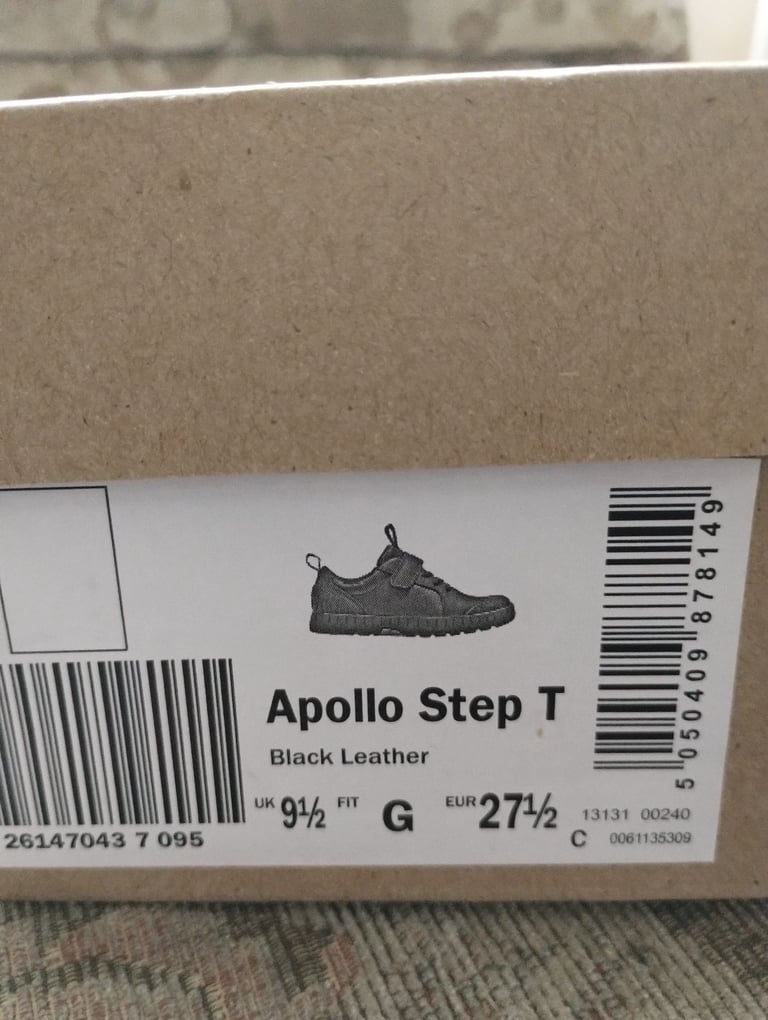 Apollo Step T
Black Leather
UK 9½ FIT G EUR 27½
26147043 7 095
5 050409 878149
13131 00240
C 0061135309